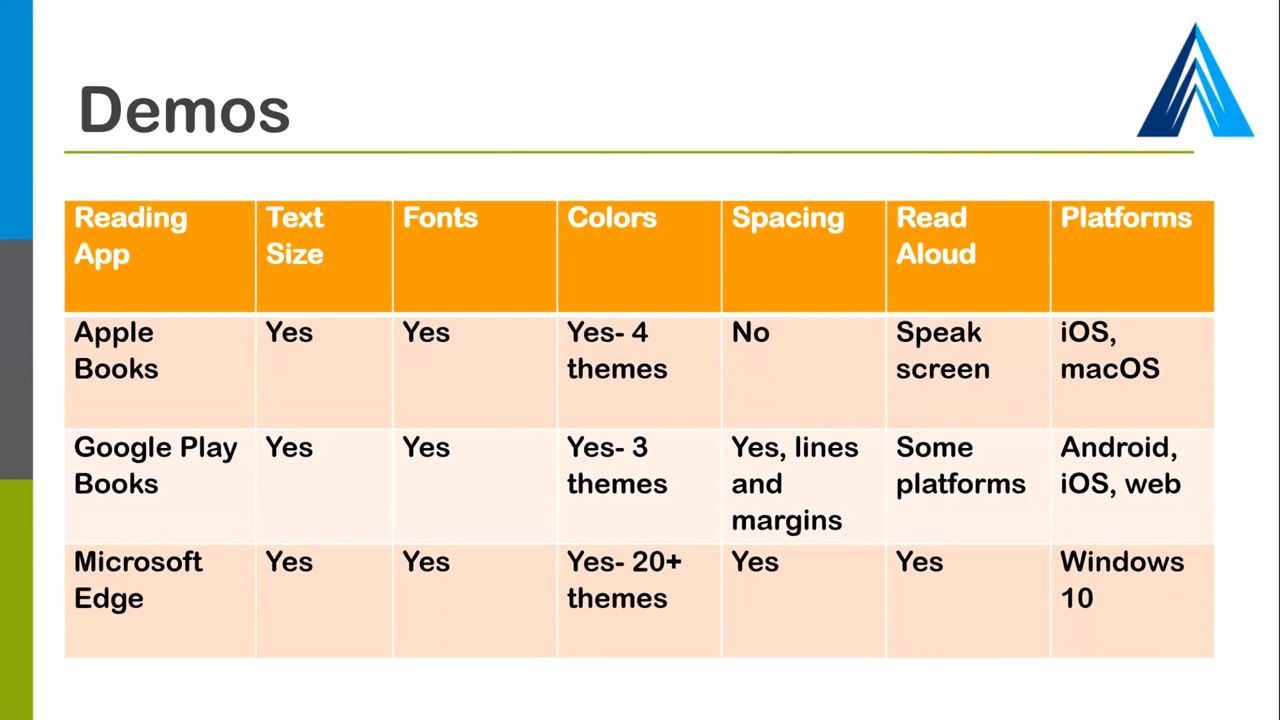 Demos
Reading App | Text Size | Fonts | Colors | Spacing | Read Aloud | Platforms
Apple Books | Yes | Yes | Yes- 4 themes | No | Speak screen | iOS, macOS
Google Play Books | Yes | Yes | Yes- 3 themes | Yes, lines and margins | Some platforms | Android, iOS, web
Microsoft Edge | Yes | Yes | Yes- 20+ themes | Yes | Yes | Windows 10